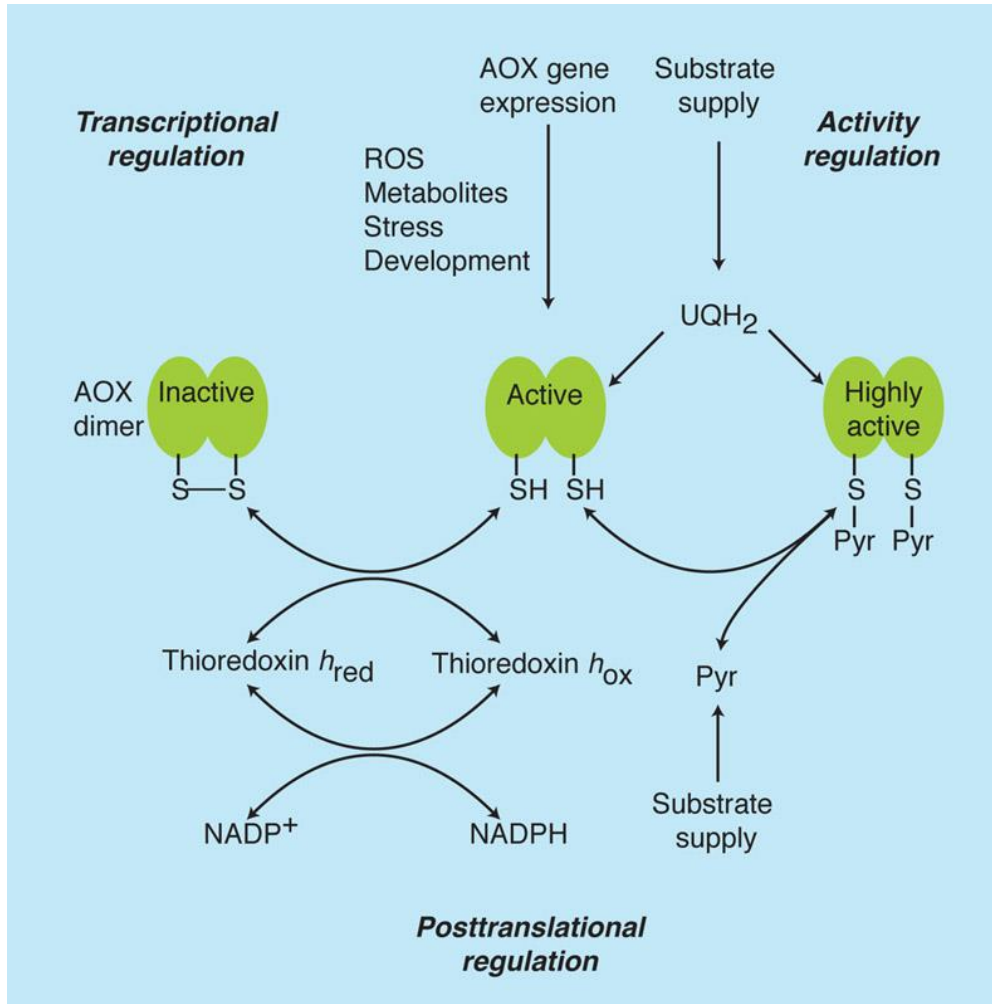 AOX gene
expression
Substrate
supply
Transcriptional
regulation
Activity
regulation
ROS
Metabolites
Stress
Development
UQH2
AOX
dimer
Inactive
Active
Highly
active
S—S
SH SH
S S
Pyr Pyr
Thioredoxin hred
Thioredoxin hox
Pyr
NADP+
NADPH
Substrate
supply
Posttranslational
regulation